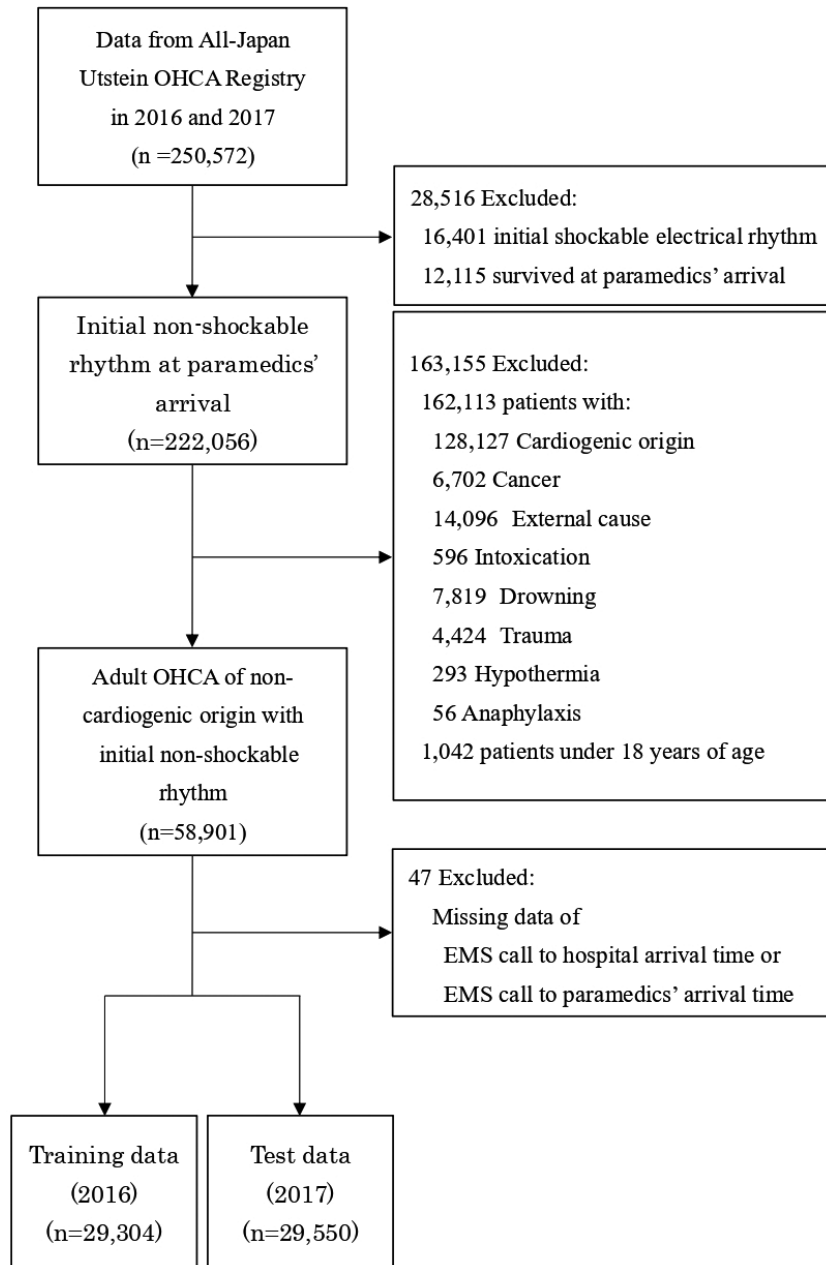 Data from All-Japan
Utstein OHCA Registry
in 2016 and 2017
(n =250,572)
28,516 Excluded:
16,401 initial shockable electrical rhythm
12,115 survived at paramedics’ arrival
Initial non-shockable
rhythm at paramedics’
arrival
(n=222,056)
163,155 Excluded:
162,113 patients with:
128,127 Cardiogenic origin
6,702 Cancer
14,096 External cause
596 Intoxication
7,819 Drowning
4,424 Trauma
293 Hypothermia
56 Anaphylaxis
1,042 patients under 18 years of age
Adult OHCA of non-
cardiogenic origin with
initial non-shockable
rhythm
(n=58,901)
47 Excluded:
Missing data of
EMS call to hospital arrival time or
EMS call to paramedics’ arrival time
Training data
(2016)
(n=29,304)
Test data
(2017)
(n=29,550)